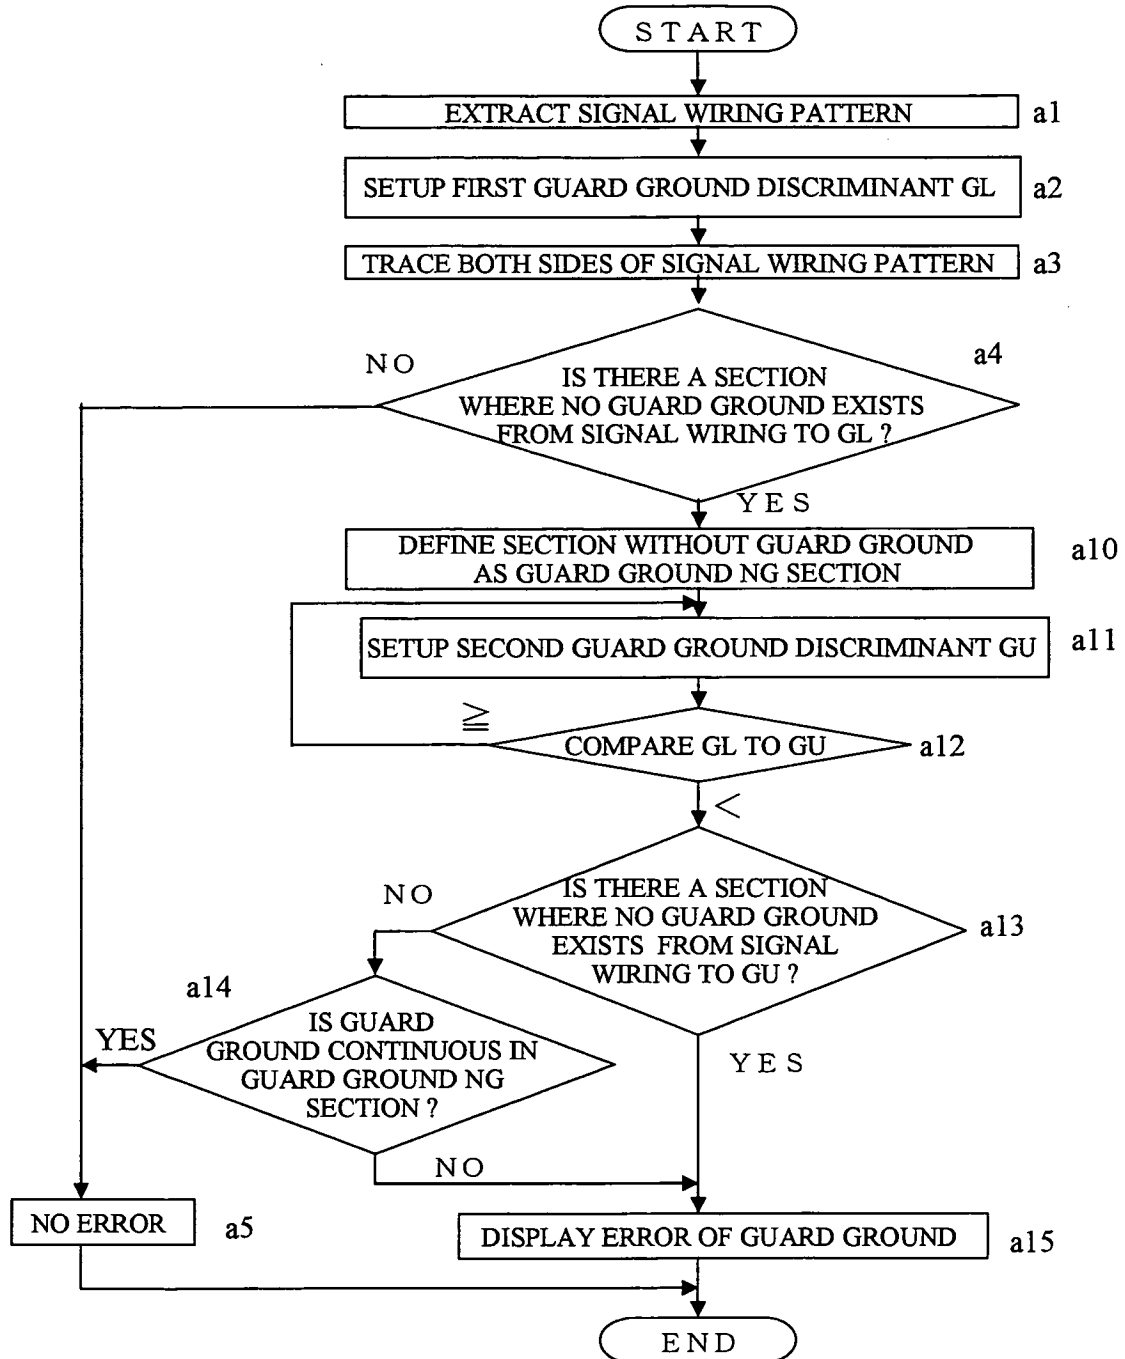 START
EXTRACT SIGNAL WIRING PATTERN
a1
SETUP FIRST GUARD GROUND DISCRIMINANT GL
a2
TRACE BOTH SIDES OF SIGNAL WIRING PATTERN
a3
NO
a4
IS THERE A SECTION
WHERE NO GUARD GROUND EXISTS
FROM SIGNAL WIRING TO GL ?
YES
DEFINE SECTION WITHOUT GUARD GROUND
AS GUARD GROUND NG SECTION
a10
SETUP SECOND GUARD GROUND DISCRIMINANT GU
a11
≧
COMPARE GL TO GU
a12
<
NO
IS THERE A SECTION
WHERE NO GUARD GROUND
EXISTS FROM SIGNAL
WIRING TO GU ?
a13
a14
YES
IS GUARD
GROUND CONTINUOUS IN
GUARD GROUND NG
SECTION ?
YES
NO
NO ERROR
a5
DISPLAY ERROR OF GUARD GROUND
a15
END